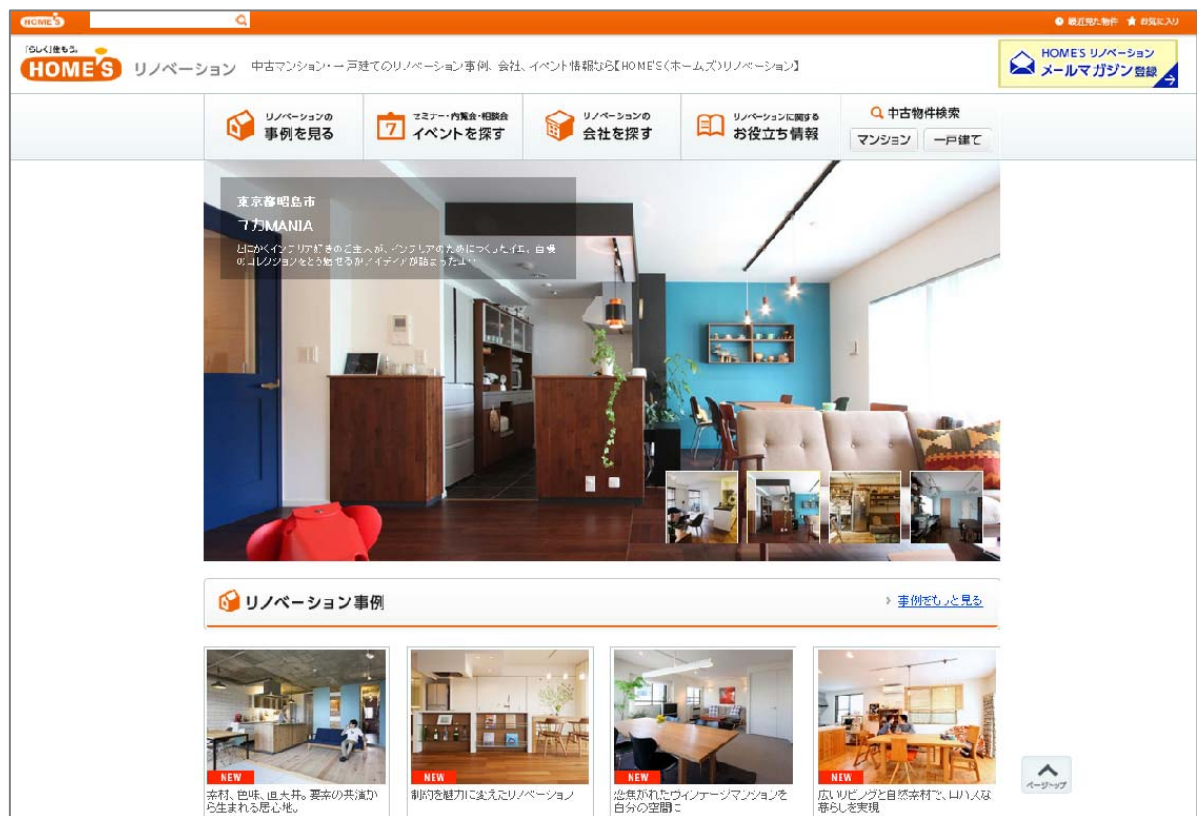 HOME'S
最近見た物件 ★ お気に入り
「らしく」住もう。
HOME'S リノベーション
中古マンション・一戸建てのリノベーション事例、会社、イベント情報なら【HOME'S(ホームズ)リノベーション】
HOME'S リノベーション
メールマガジン登録
リノベーションの
事例を見る
7
セミナー・内覧会・相談会
イベントを探す
リノベーションの
会社を探す
リノベーションに関する
お役立ち情報
中古物件検索
マンション
一戸建て
東京都昭島市
MANIA
とにかくインテリア好きのご主人が、インテリアのためにつくったイエ。自慢
のコレクションをどう魅せるかアイディアが詰まった
リノベーション事例
事例をもっと見る
NEW
素材、色味、直天井。要素の共演か
ら生まれる居心地。
NEW
制約を魅力に変えたリノベーション
NEW
恋焦がれたヴィンテージマンションを
自分の空間に
NEW
広いリビングと自然素材で、ロハスな
暮らしを実現
ページトップ